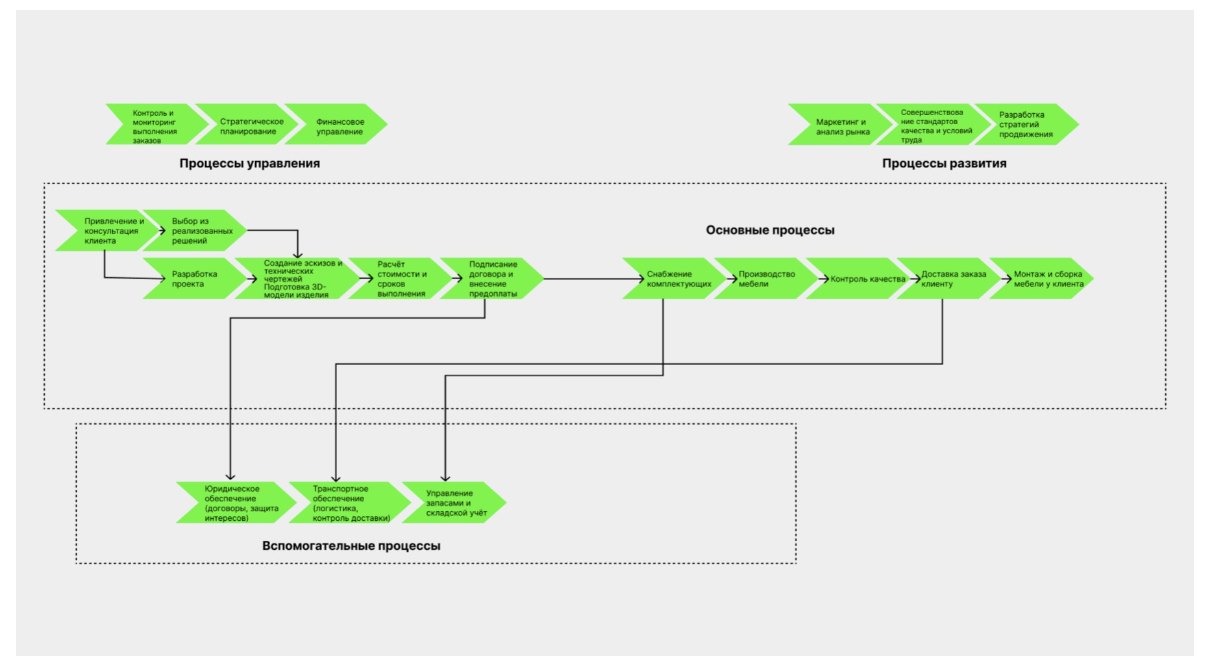 Контроль и
мониторинг
выполнения
заказов
Стратегическое
планирование
Финансовое
управление
Процессы управления
Маркетинг и
анализ рынка
Совершенствова
ние стандартов
качества и условий
труда
Разработка
стратегий
продвижения
Процессы развития
Основные процессы
Привлечение и
консультация
клиента
Выбор из
реализованных
решений
Разработка
проекта
Создание эскизов и
технических
чертежей
Подготовка 3D-
модели изделия
Расчёт
стоимости и
сроков
выполнения
Подписание
договора и
внесение
предоплаты
Снабжение
комплектующих
Производство
мебели
Контроль качества
Доставка заказа
клиенту
Монтаж и сборка
мебели у клиента
Юридическое
обеспечение
(договоры, защита
интересов)
Транспортное
обеспечение
(логистика,
контроль доставки)
Управление
запасами и
складской учёт
Вспомогательные процессы